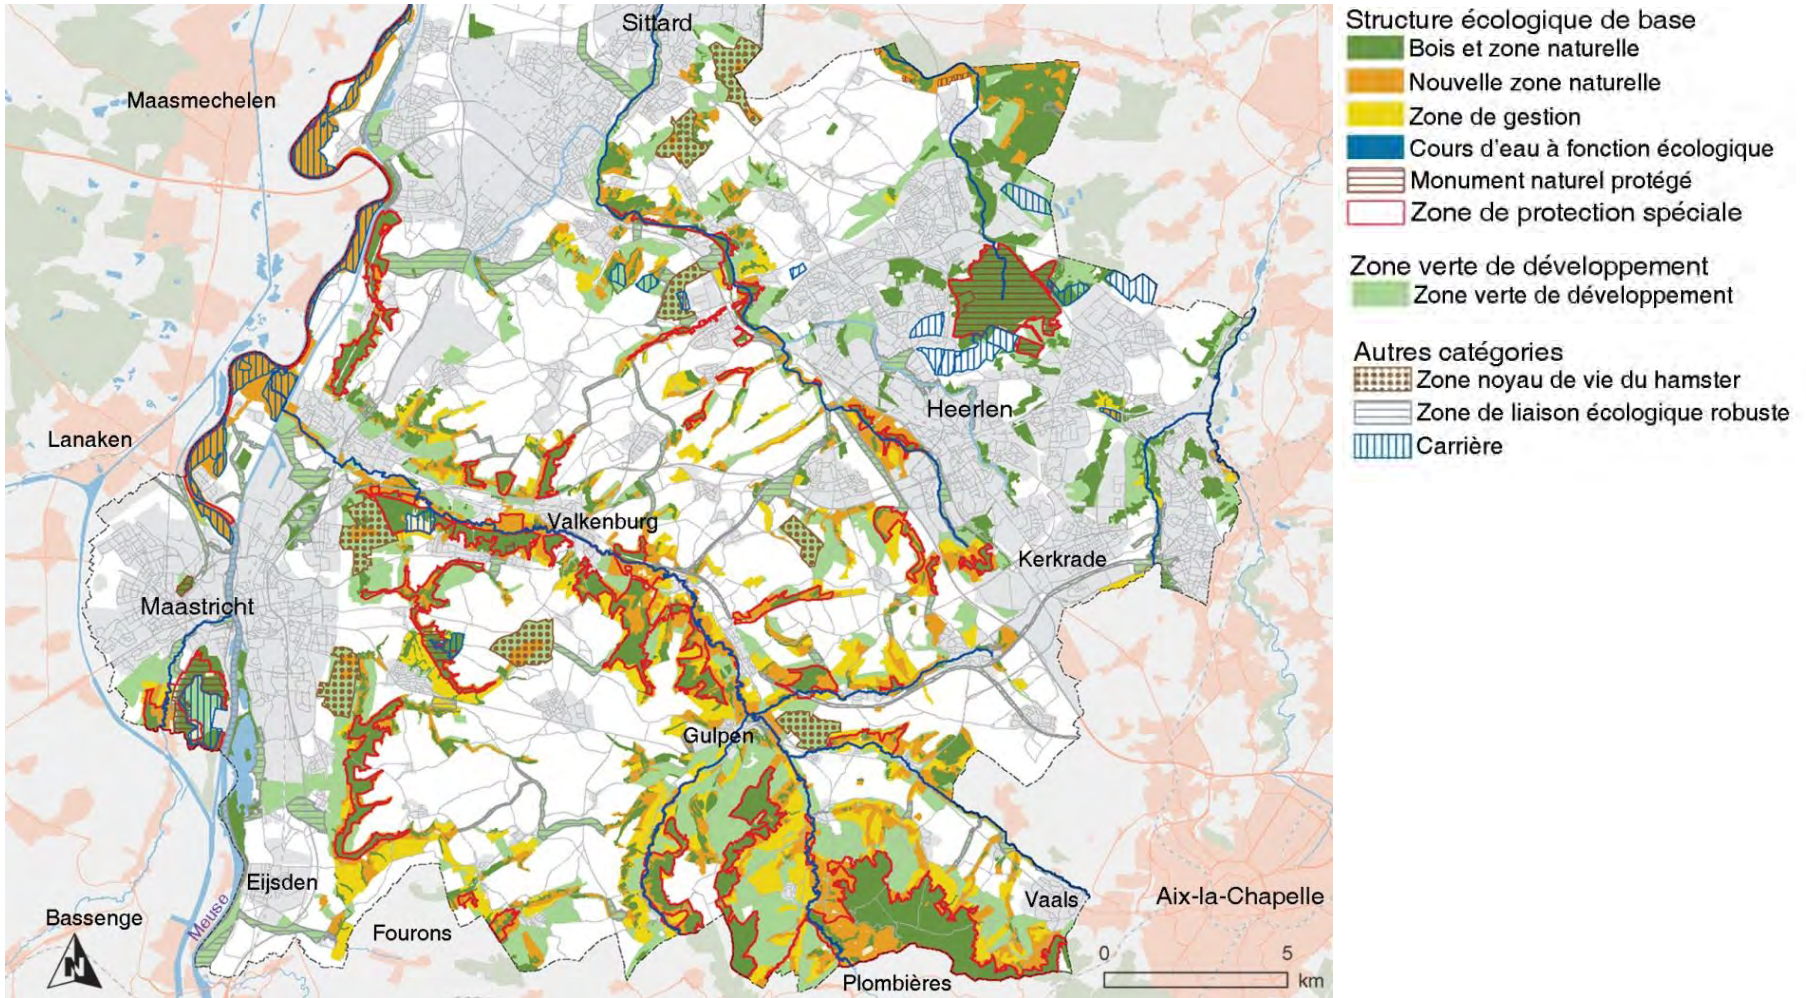 Sittard
Maasmechelen
Lanaken
Heerlen
Valkenburg
Kerkrade
Maastricht
Gulpen
Eijsden
Meuse
Bassenge
Fourons
Vaals
Aix-la-Chapelle
Plombières
N
0 5
km
Structure écologique de base
Bois et zone naturelle
Nouvelle zone naturelle
Zone de gestion
Cours d'eau à fonction écologique
Monument naturel protégé
Zone de protection spéciale
Zone verte de développement
Zone verte de développement
Autres catégories
Zone noyau de vie du hamster
Zone de liaison écologique robuste
Carrière